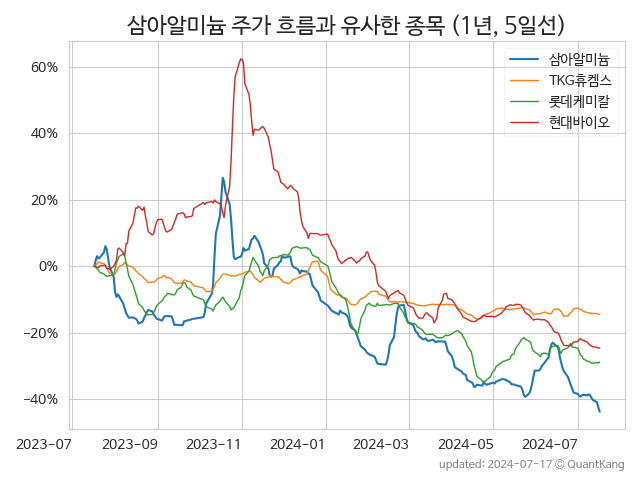 삼아알미늄 주가 흐름과 유사한 종목 (1년, 5일선)
삼아알미늄
TKG휴켐스
롯데케미칼
현대바이오
60%
40%
20%
0%
−20%
−40%
2023-07 2023-09 2023-11 2024-01 2024-03 2024-05 2024-07
updated: 2024-07-17 © QuantKang